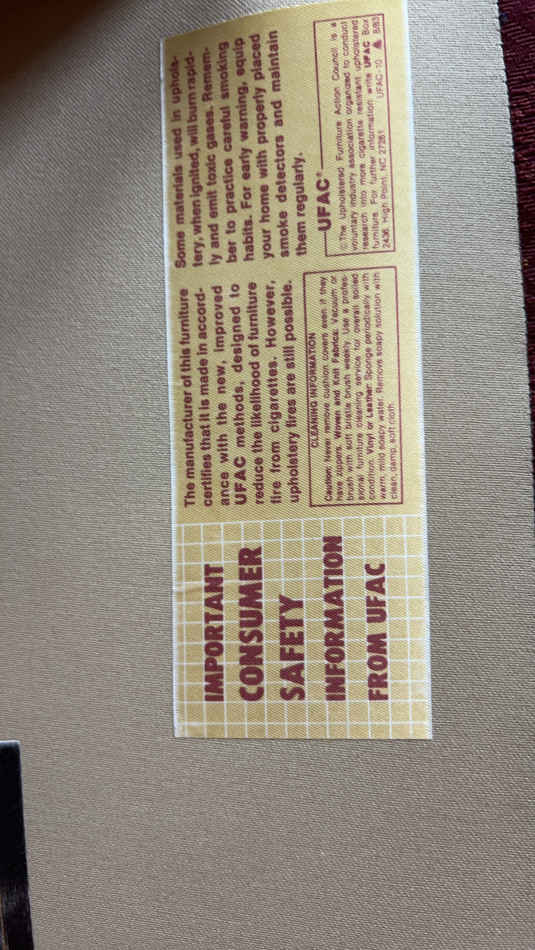 IMPORTANT
CONSUMER
SAFETY
INFORMATION
FROM UFAC
The manufacturer of this furniture
certifies that it is made in accord-
ance with the new, improved
UFAC methods, designed to
reduce the likelihood of furniture
fire from cigarettes. However,
upholstery fires are still possible.
CLEANING INFORMATION
Caution: Never remove cushion covers even if they
have zippers. Woven and Knit Fabrics: Vacuum or
brush with soft bristle brush weekly. Use a profes-
sional furniture cleaning service for overall soiled
condition. Vinyl or Leather: Sponge periodically with
warm, mild soapy water. Remove soapy solution with
clean, damp, soft cloth.
Some materials used in uphols-
tery, when ignited, will burn rapid-
ly and emit toxic gases. Remem-
ber to practice careful smoking
habits. For early warning, equip
your home with properly placed
smoke detectors and maintain
them regularly.
UFAC®
©The Upholstered Furniture Action Council is a
voluntary industry association organized to conduct
research into more cigarette resistant upholstered
furniture. For further information write UFAC Box
2436, High Point, NC 27261 UFAC-10 8/83